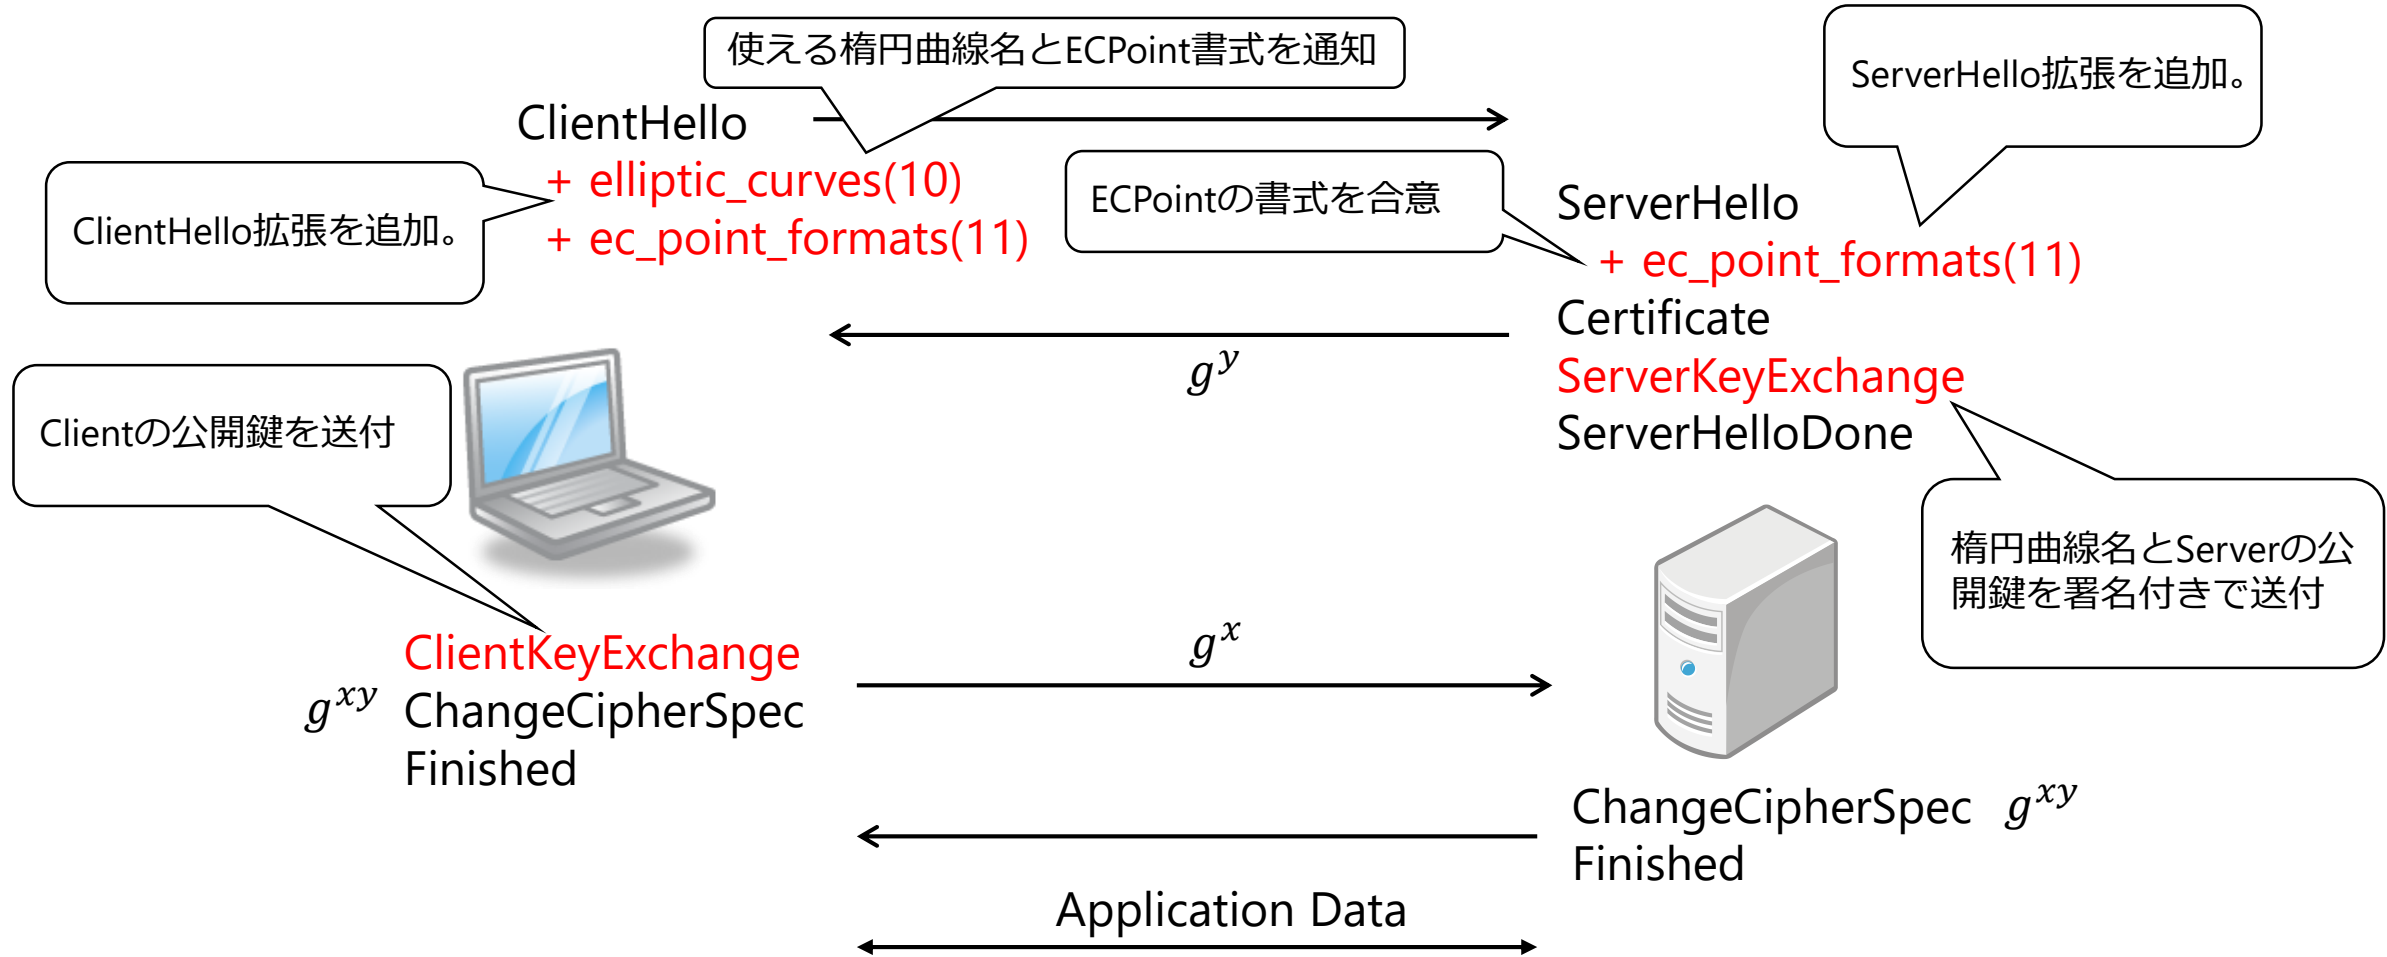 使える楕円曲線名とECPoint書式を通知
ServerHello拡張を追加。
ClientHello
+ elliptic_curves(10)
+ ec_point_formats(11)
ClientHello拡張を追加。
ECPointの書式を合意
ServerHello
+ ec_point_formats(11)
Certificate
ServerKeyExchange
ServerHelloDone
g^y
Clientの公開鍵を送付
楕円曲線名とServerの公
開鍵を署名付きで送付
g^x
ClientKeyExchange
g^xy ChangeCipherSpec
Finished
ChangeCipherSpec g^xy
Finished
Application Data